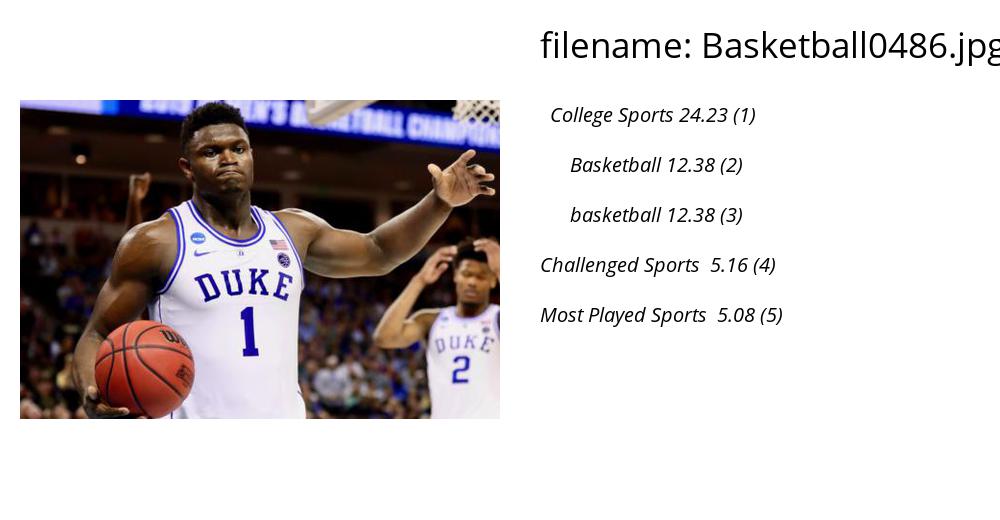 filename: Basketball0486.jpg
College Sports 24.23 (1)
Basketball 12.38 (2)
basketball 12.38 (3)
Challenged Sports 5.16 (4)
Most Played Sports 5.08 (5)
BASKETBALL
DUKE
1
DUKE
2